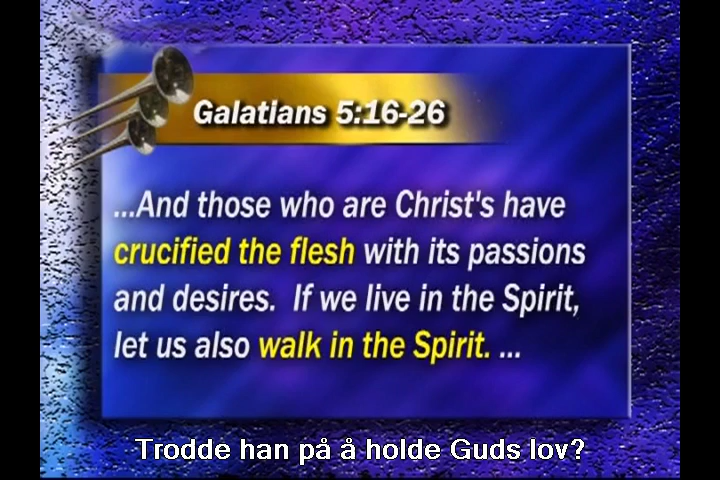 Galatians 5:16-26
...And those who are Christ's have
crucified the flesh with its passions
and desires.  If we live in the Spirit,
let us also walk in the Spirit. ...
Trodde han på å holde Guds lov?